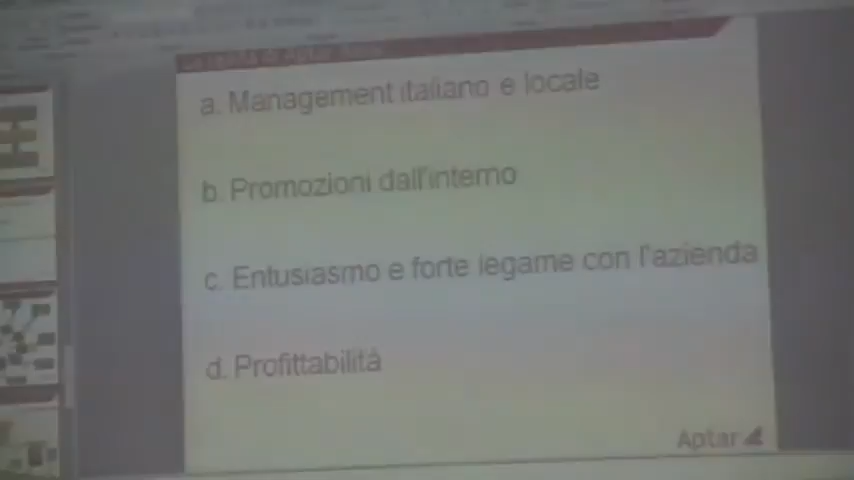 a. Management italiano e locale
b. Promozioni dall'interno
c. Entusiasmo e forte legame con l'azienda
d. Profittabilità
Aptar